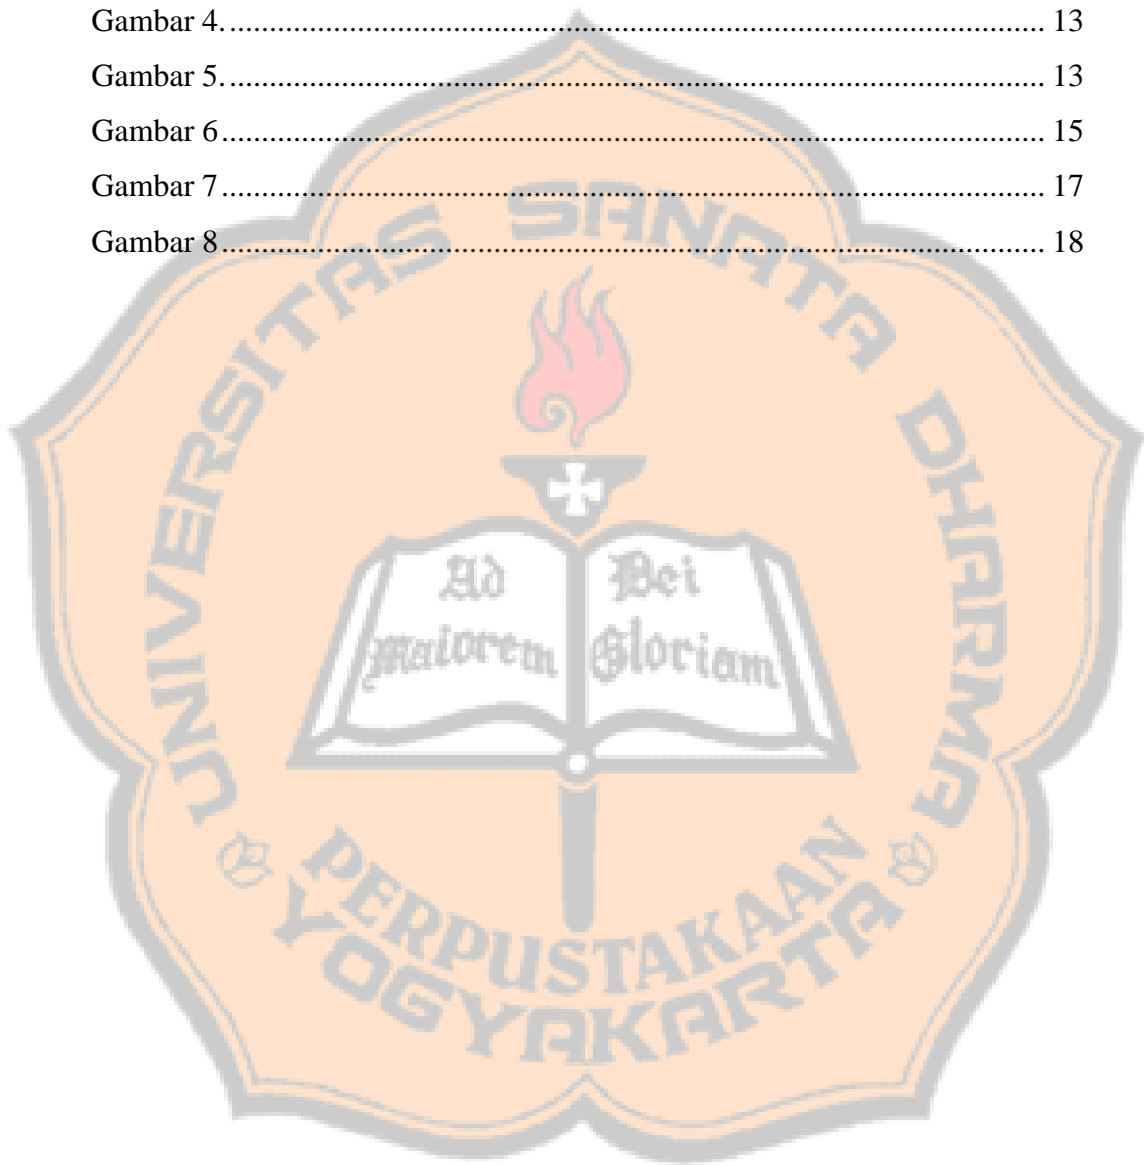 Gambar 4. ........................................................................................................ 13
Gambar 5. ........................................................................................................ 13
Gambar 6 ......................................................................................................... 15
Gambar 7 ......................................................................................................... 17
Gambar 8 ......................................................................................................... 18
UNIVERSITAS SANATA DHARMA
Ad Maiorem
Dei Gloriam
PERPUSTAKAAN
YOGYAKARTA